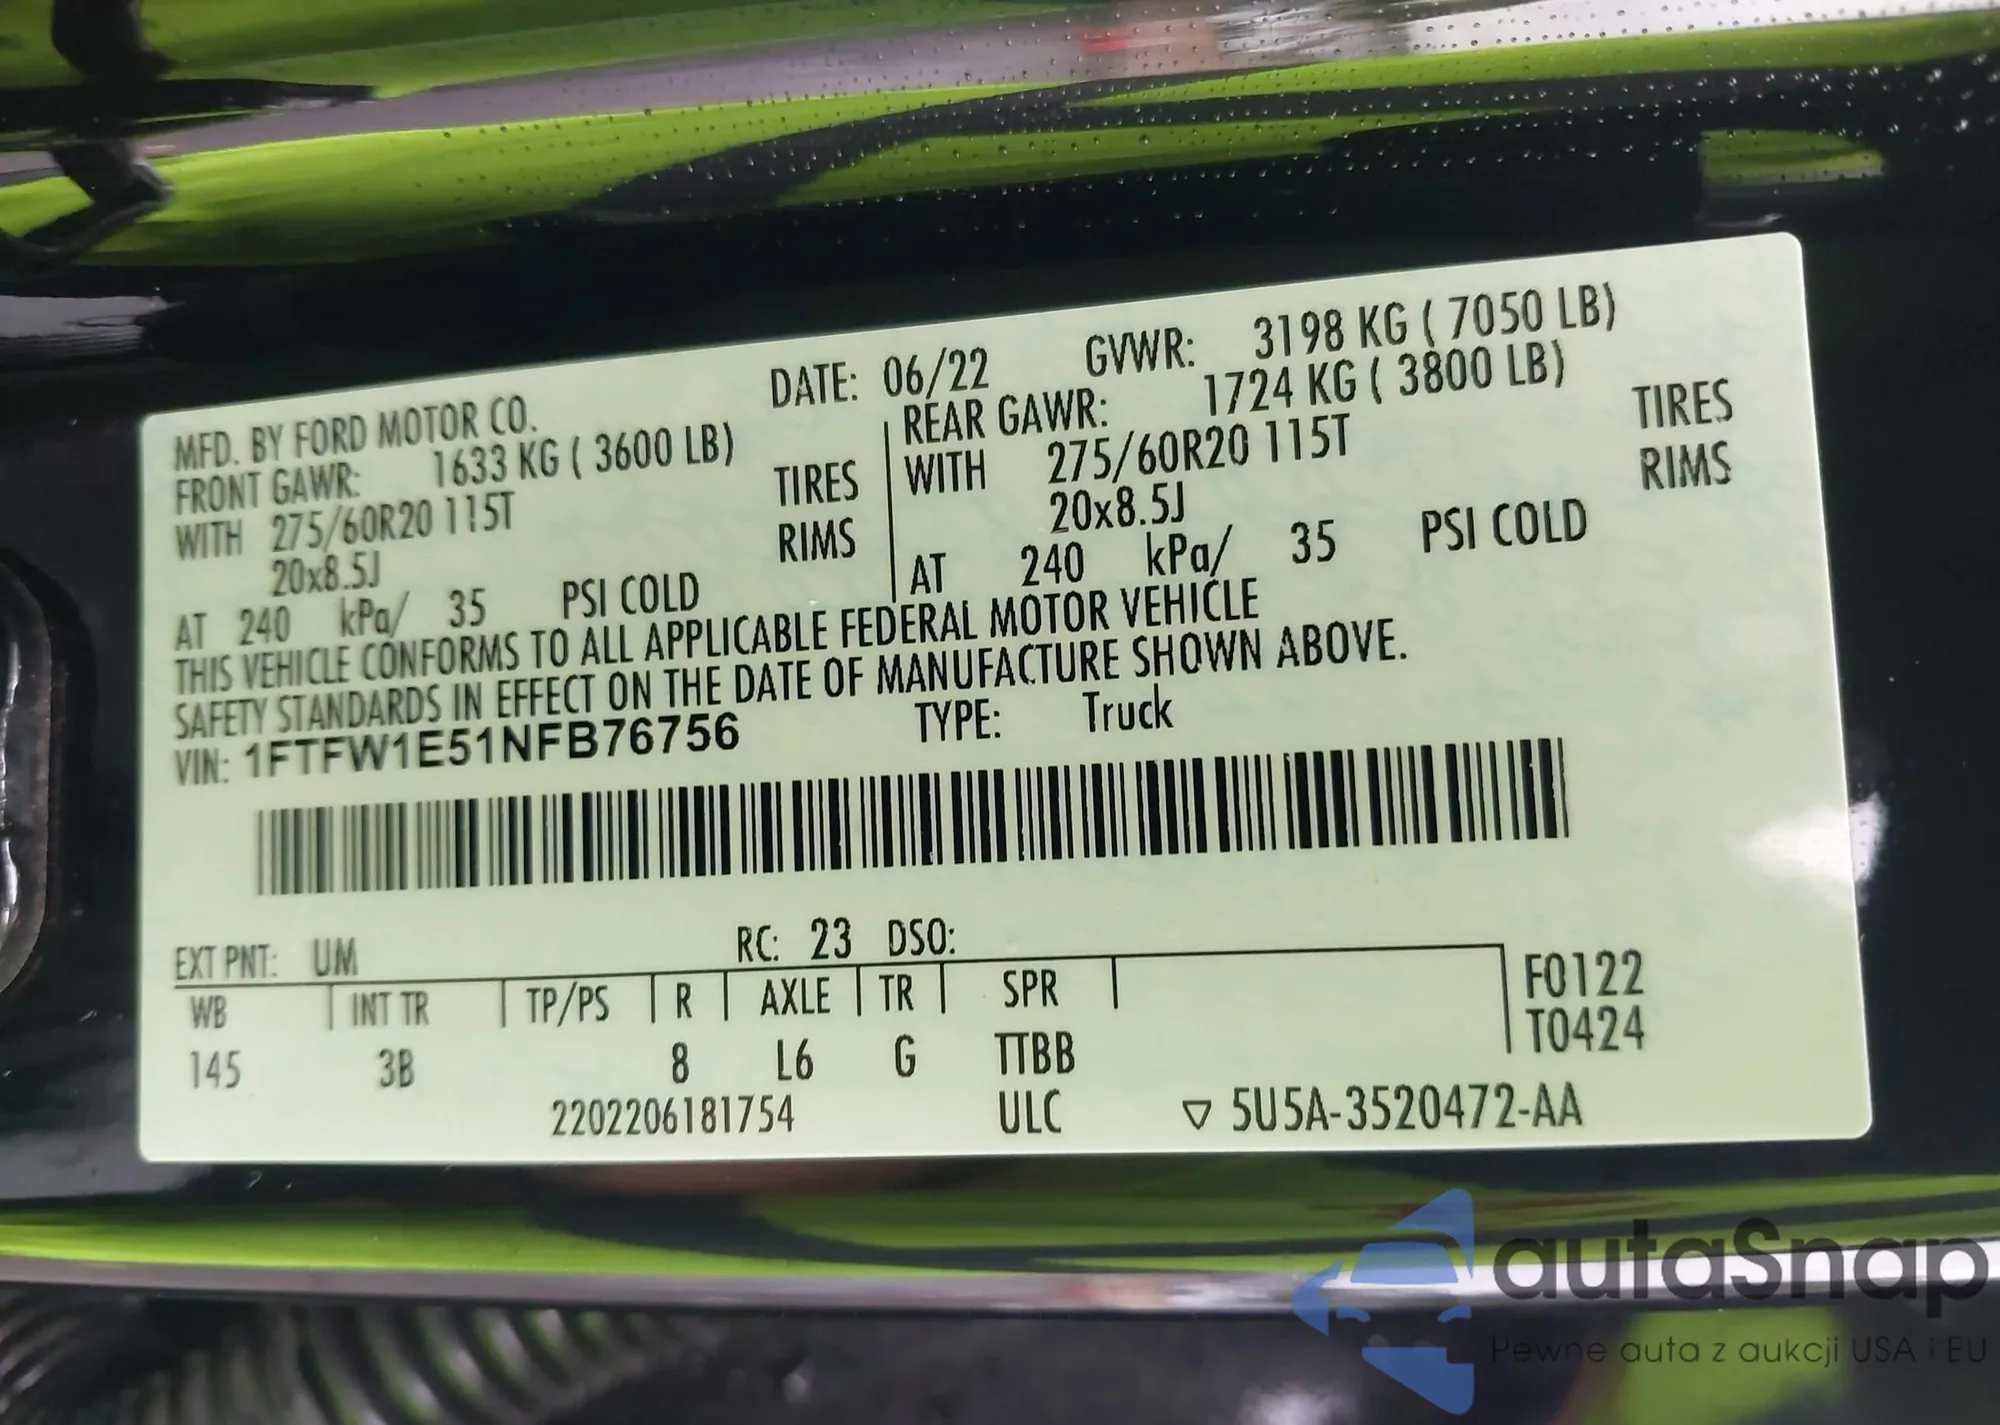 MFD. BY FORD MOTOR CO. DATE: 06/22 GVWR: 3198 KG ( 7050 LB)
FRONT GAWR: 1633 KG ( 3600 LB) REAR GAWR: 1724 KG ( 3800 LB)
WITH 275/60R20 115T TIRES WITH 275/60R20 115T TIRES
20x8.5J RIMS 20x8.5J RIMS
AT 240 kPa/ 35 PSI COLD AT 240 kPa/ 35 PSI COLD
THIS VEHICLE CONFORMS TO ALL APPLICABLE FEDERAL MOTOR VEHICLE
SAFETY STANDARDS IN EFFECT ON THE DATE OF MANUFACTURE SHOWN ABOVE.
VIN: 1FTFW1E51NFB76756 TYPE: Truck
EXT PNT: UM RC: 23 DSO:
WB INT TR TP/PS R AXLE TR SPR F0122
T0424
145 3B 8 L6 G TTBB
2202206181754 ULC ▽ 5U5A-3520472-AA
autaSnap
Pewne auta z aukcji USA i EU